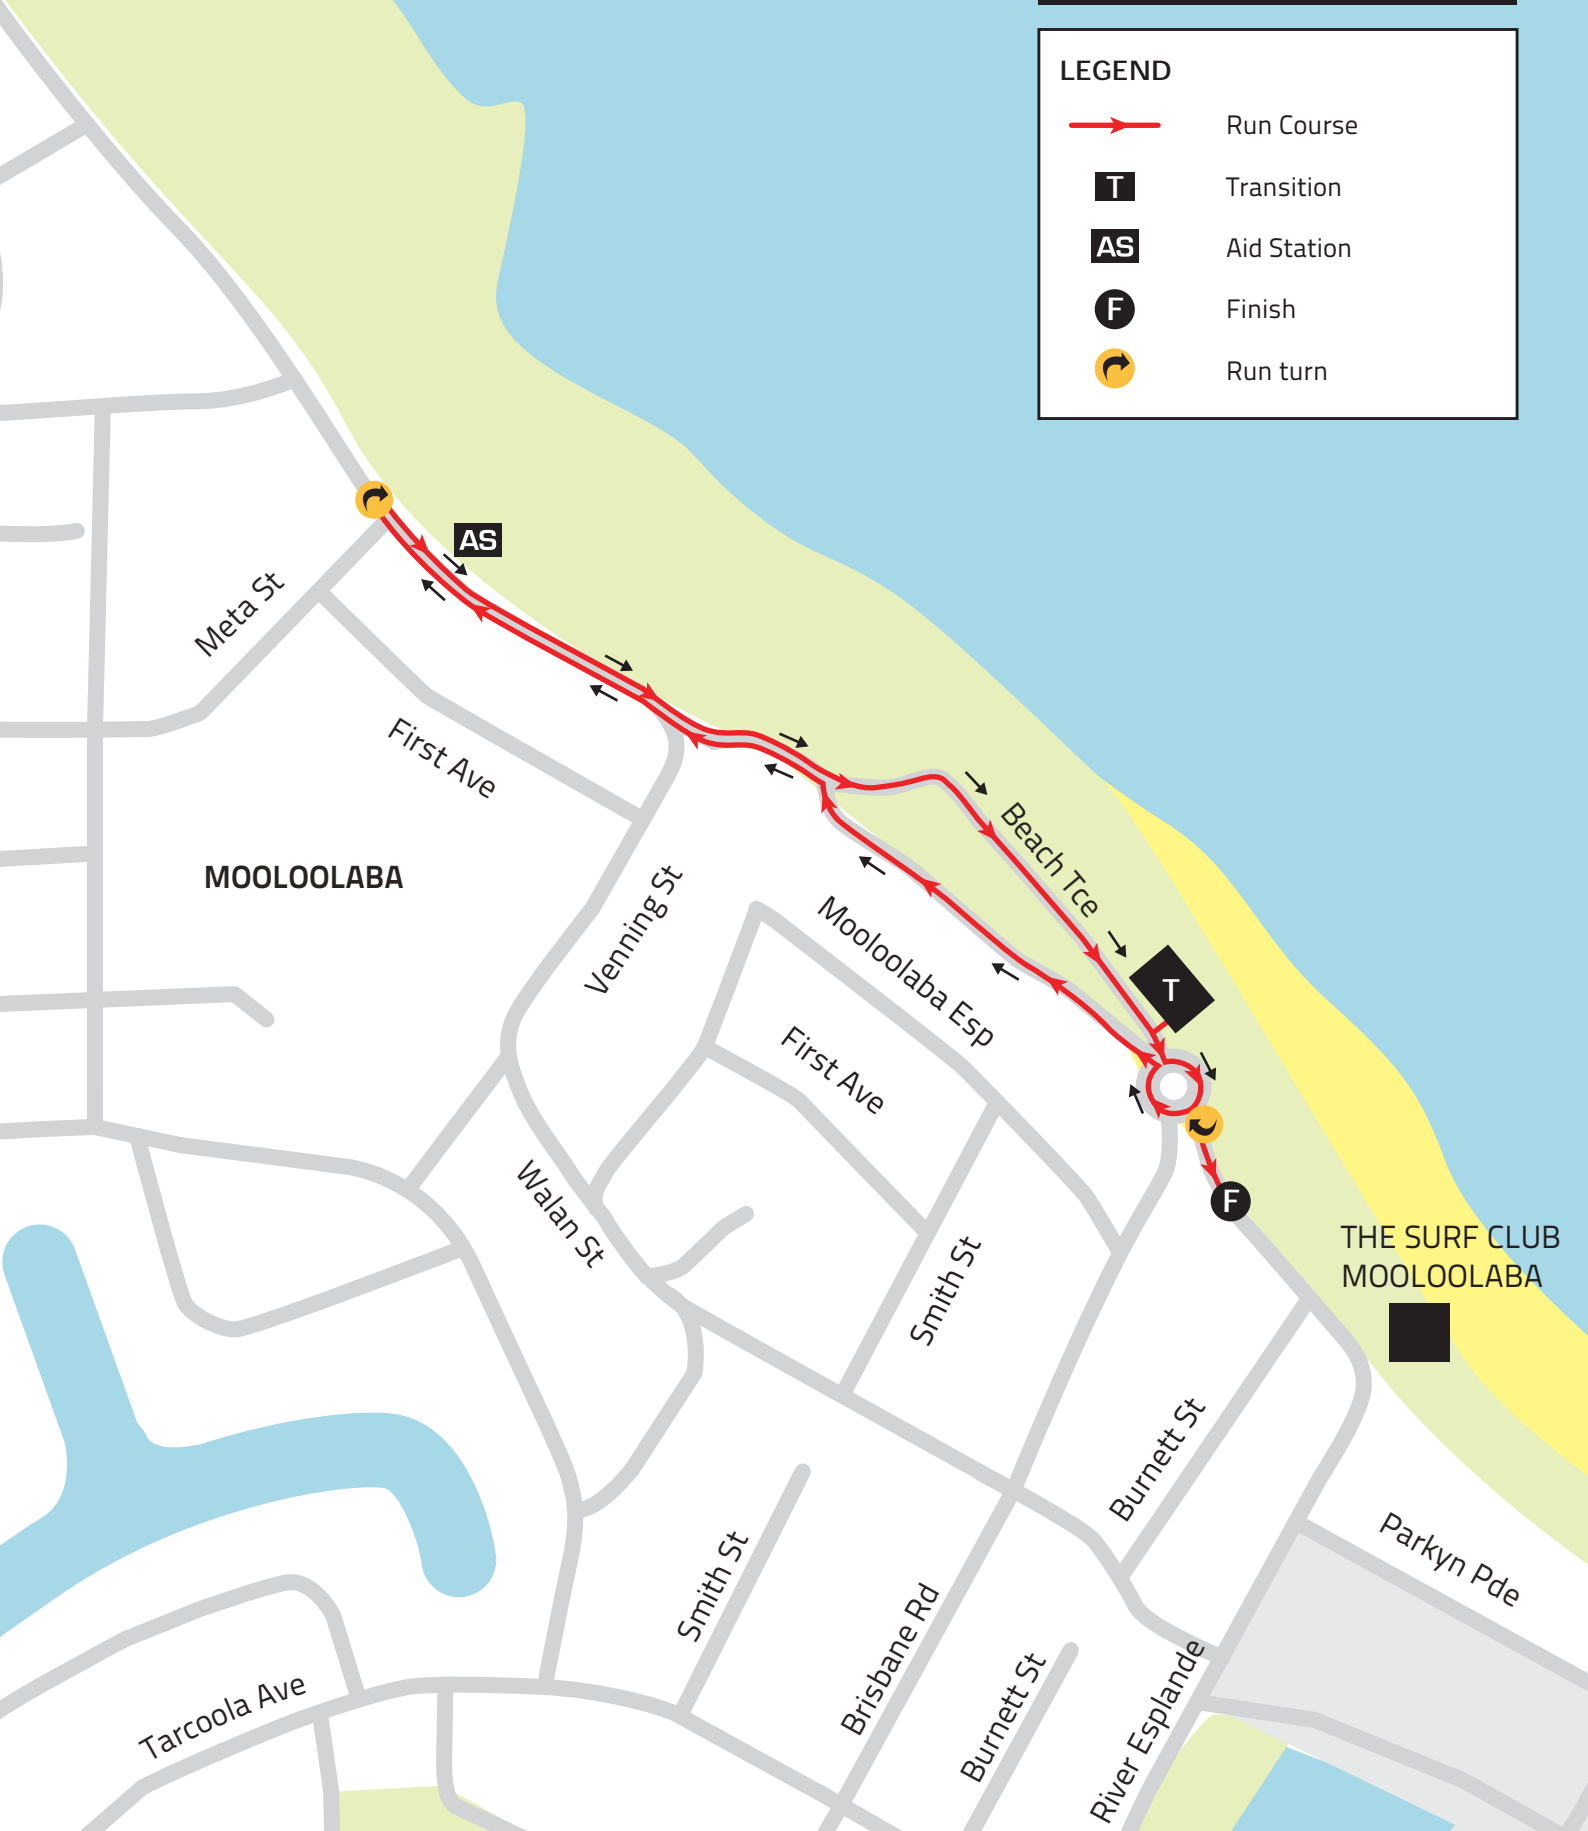 LEGEND
Run Course
T
Transition
AS
Aid Station
F
Finish
Run turn
AS
Meta St
First Ave
MOOLOOLABA
Venning St
Beach Tce
Mooloolaba Esp
T
First Ave
Walan St
F
Smith St
THE SURF CLUB
MOOLOOLABA
Burnett St
Parkyn Pde
Smith St
Brisbane Rd
Burnett St
River Esplande
Tarcoola Ave